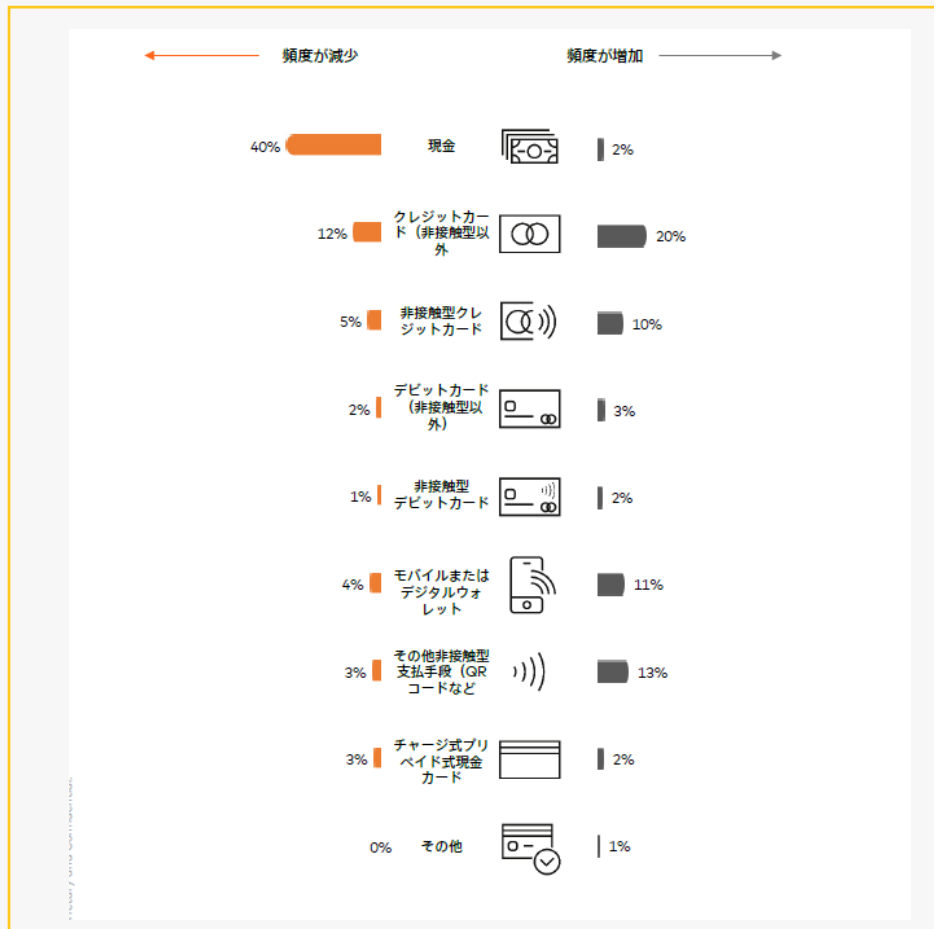 頻度が減少
頻度が増加
40%
現金
2%
12%
クレジットカー
ド（非接触型以
外
20%
5%
非接触型クレ
ジットカード
10%
2%
デビットカード
（非接触型以
外）
3%
1%
非接触型
デビットカード
2%
4%
モバイルまたは
デジタルウォ
レット
11%
3%
その他非接触型
支払手段（QR
コードなど
13%
3%
チャージ式プリ
ペイド式現金
カード
2%
0%
その他
1%